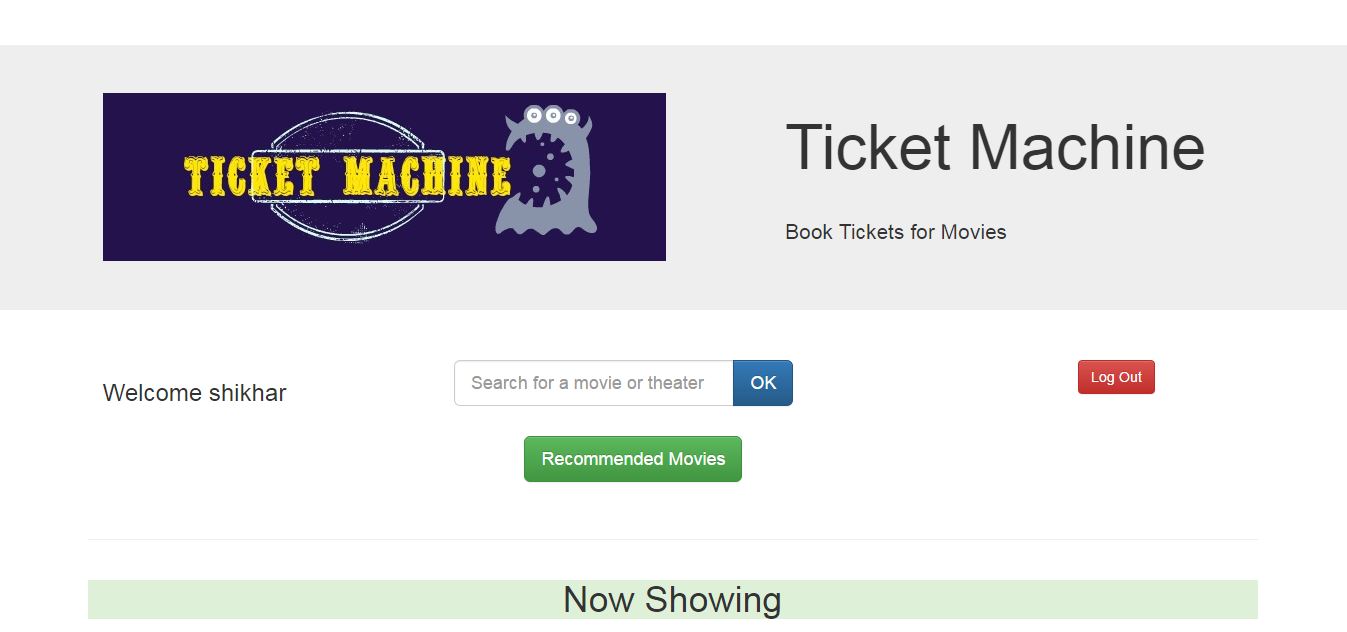 TICKET MACHINE
Ticket Machine
Book Tickets for Movies
Welcome shikhar
Search for a movie or theater
OK
Log Out
Recommended Movies
Now Showing